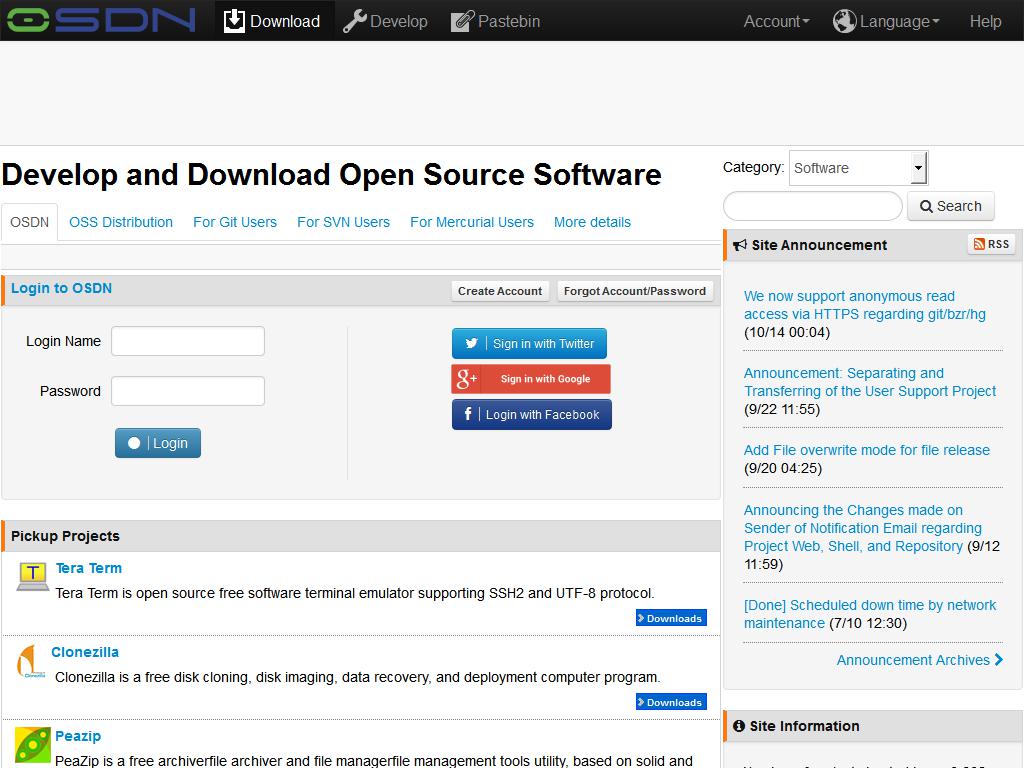 OSDN
Download
Develop
Pastebin
Account
Language
Help
Develop and Download Open Source Software
OSDN
OSS Distribution
For Git Users
For SVN Users
For Mercurial Users
More details
Login to OSDN
Create Account
Forgot Account/Password
Login Name
Password
Login
Sign in with Twitter
g+ Sign in with Google
f Login with Facebook
Pickup Projects
T
Tera Term
Tera Term is open source free software terminal emulator supporting SSH2 and UTF-8 protocol.
Downloads
Clonezilla
Clonezilla
Clonezilla is a free disk cloning, disk imaging, data recovery, and deployment computer program.
Downloads
Peazip
PeaZip is a free archiverfile archiver and file managerfile management tools utility, based on solid and
Category:
Software
Search
Site Announcement
RSS
We now support anonymous read
access via HTTPS regarding git/bzr/hg
(10/14 00:04)
Announcement: Separating and
Transferring of the User Support Project
(9/22 11:55)
Add File overwrite mode for file release
(9/20 04:25)
Announcing the Changes made on
Sender of Notification Email regarding
Project Web, Shell, and Repository (9/12
11:59)
[Done] Scheduled down time by network
maintenance (7/10 12:30)
Announcement Archives
Site Information